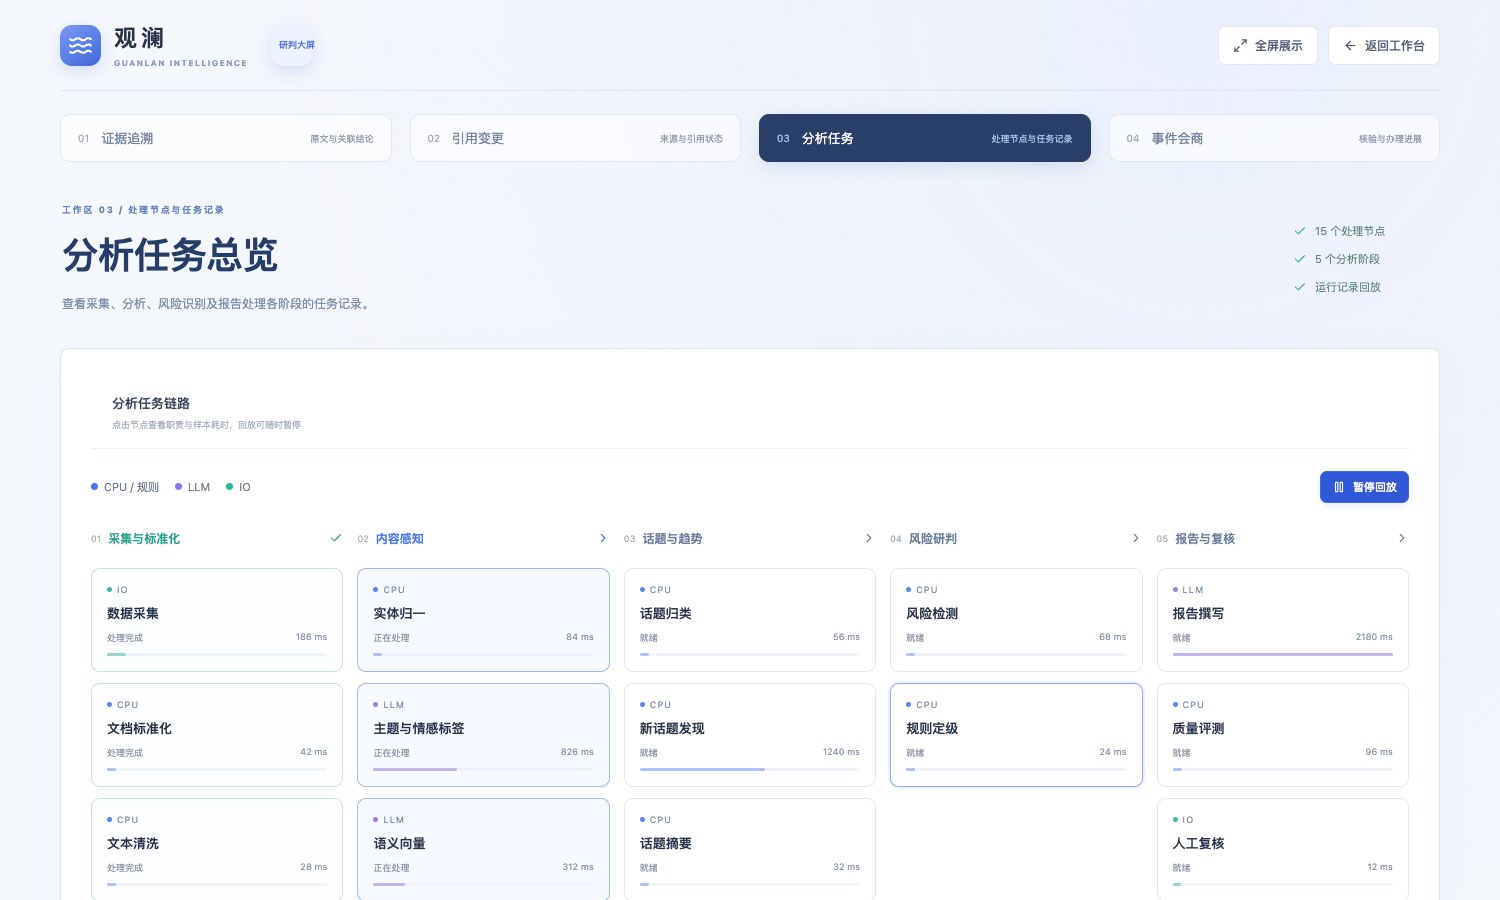 观澜
GUANLAN INTELLIGENCE
研判大屏
全屏展示
返回工作台
01 证据追溯 原文与关联结论
02 引用变更 来源与引用状态
03 分析任务 处理节点与任务记录
04 事件会商 核验与办理进展
工作区 03 / 处理节点与任务记录
分析任务总览
查看采集、分析、风险识别及报告处理各阶段的任务记录。
15 个处理节点
5 个分析阶段
运行记录回放
分析任务链路
点击节点查看职责与样本耗时，回放可随时暂停
CPU / 规则 LLM IO
暂停回放
01 采集与标准化
IO
数据采集
处理完成 186 ms
CPU
文档标准化
处理完成 42 ms
CPU
文本清洗
处理完成 28 ms
02 内容感知
CPU
实体归一
正在处理 84 ms
LLM
主题与情感标签
正在处理 826 ms
LLM
语义向量
正在处理 312 ms
03 话题与趋势
CPU
话题归类
就绪 56 ms
CPU
新话题发现
就绪 1240 ms
CPU
话题摘要
就绪 32 ms
04 风险研判
CPU
风险检测
就绪 68 ms
CPU
规则定级
就绪 24 ms
05 报告与复核
LLM
报告撰写
就绪 2180 ms
CPU
质量评测
就绪 96 ms
IO
人工复核
就绪 12 ms